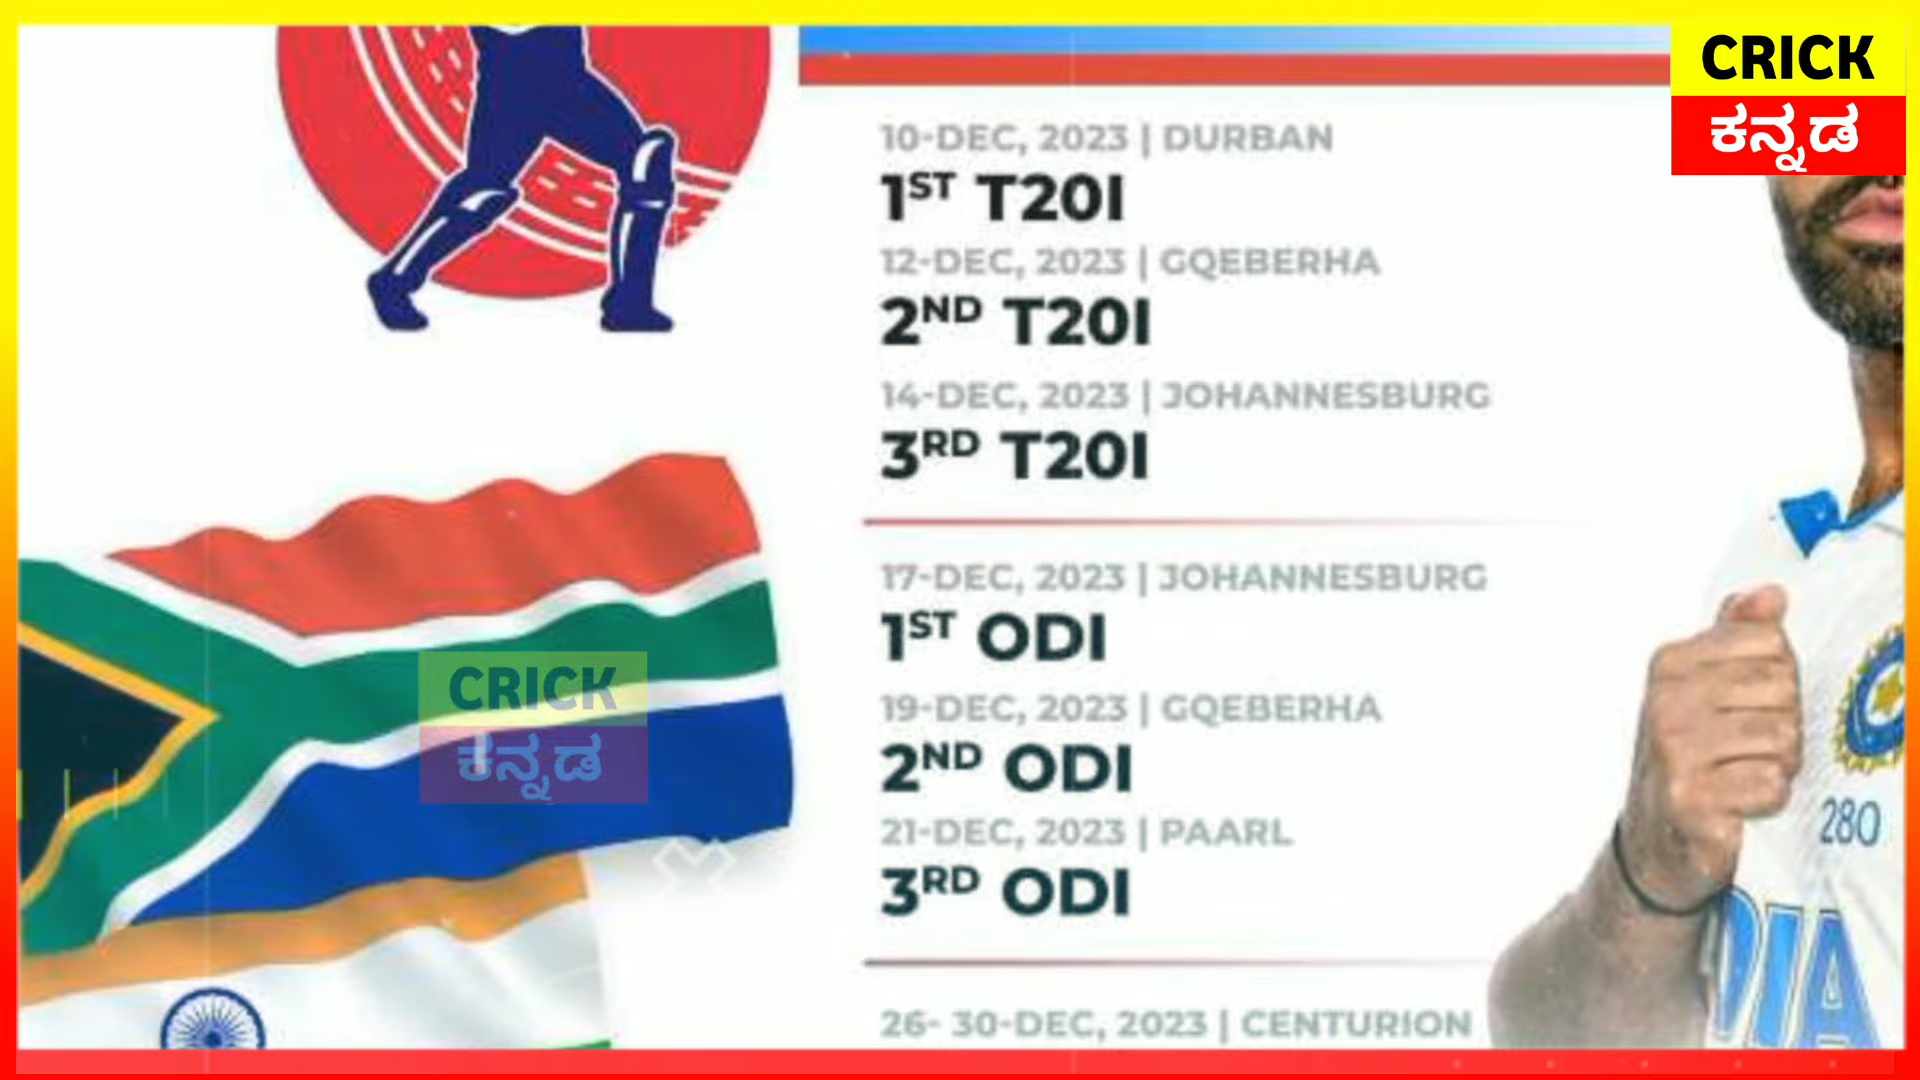 CRICK
ಕನ್ನಡ
10-DEC, 2023 | DURBAN
1ST T20I
12-DEC, 2023 | GQEBERHA
2ND T20I
14-DEC, 2023 | JOHANNESBURG
3RD T20I
17-DEC, 2023 | JOHANNESBURG
1ST ODI
CRICK
ಕನ್ನಡ
19-DEC, 2023 | GQEBERHA
2ND ODI
280
21-DEC, 2023 | PAARL
3RD ODI
DIA
26- 30-DEC, 2023 | CENTURION